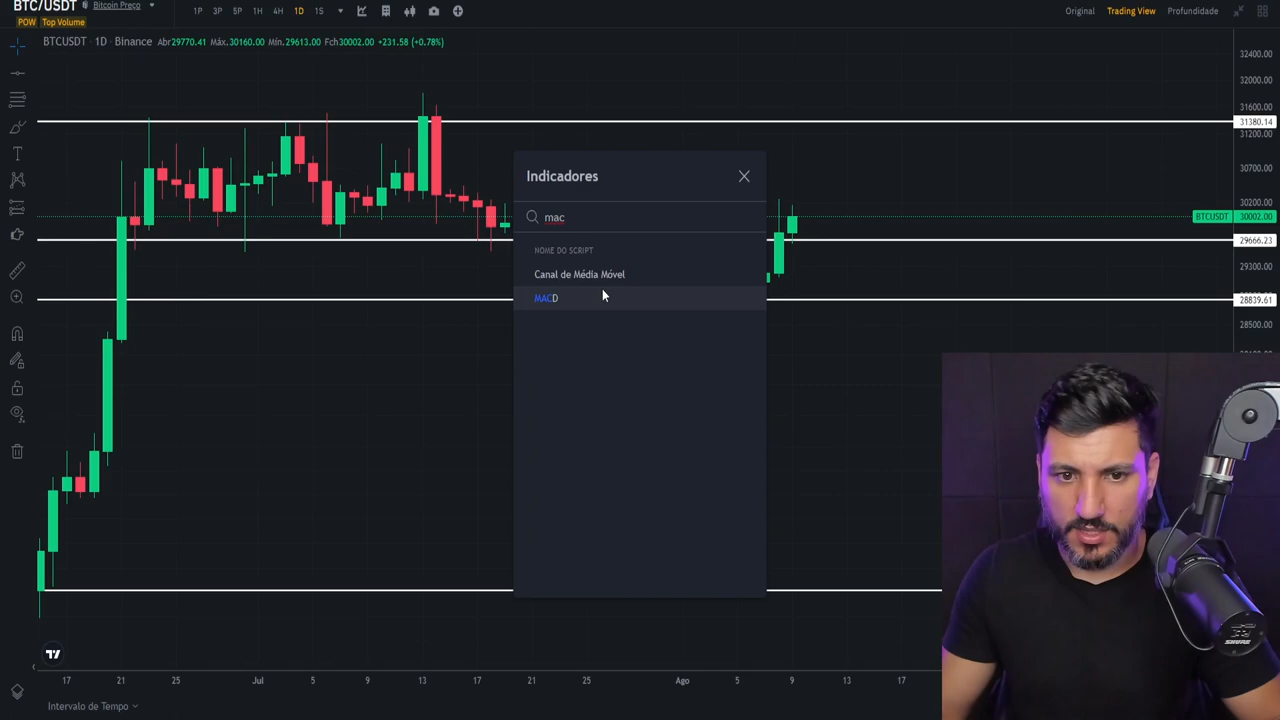 BTC/USDT Bitcoin Preço
POW Top Volume
1P 3P 5P 1H 4H 1D 1S
Original Trading View Profundidade
BTCUSDT · 1D · Binance Abr29770.41 Máx.30160.00 Mín.29613.00 Fch30002.00 +231.58 (+0.78%)
32400.00
32000.00
31600.00
31380.14
31200.00
30700.00
30200.00
BTCUSDT 30002.00
29666.23
29300.00
28839.61
28500.00
Indicadores
mac
NOME DO SCRIPT
Canal de Média Móvel
MACD
SHURE
17 21 25 Jul 5 9 13 17 21 25 Ago 5 9 13 17
Intervalo de Tempo